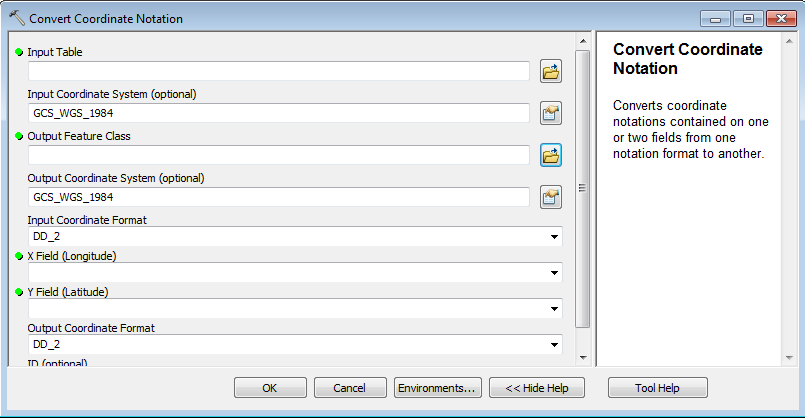 Convert Coordinate Notation
Input Table
Input Coordinate System (optional)
GCS_WGS_1984
Output Feature Class
Output Coordinate System (optional)
GCS_WGS_1984
Input Coordinate Format
DD_2
X Field (Longitude)
Y Field (Latitude)
Output Coordinate Format
DD_2
ID (optional)
OK
Cancel
Environments...
<< Hide Help
Convert Coordinate
Notation
Converts coordinate
notations contained on one
or two fields from one
notation format to another.
Tool Help